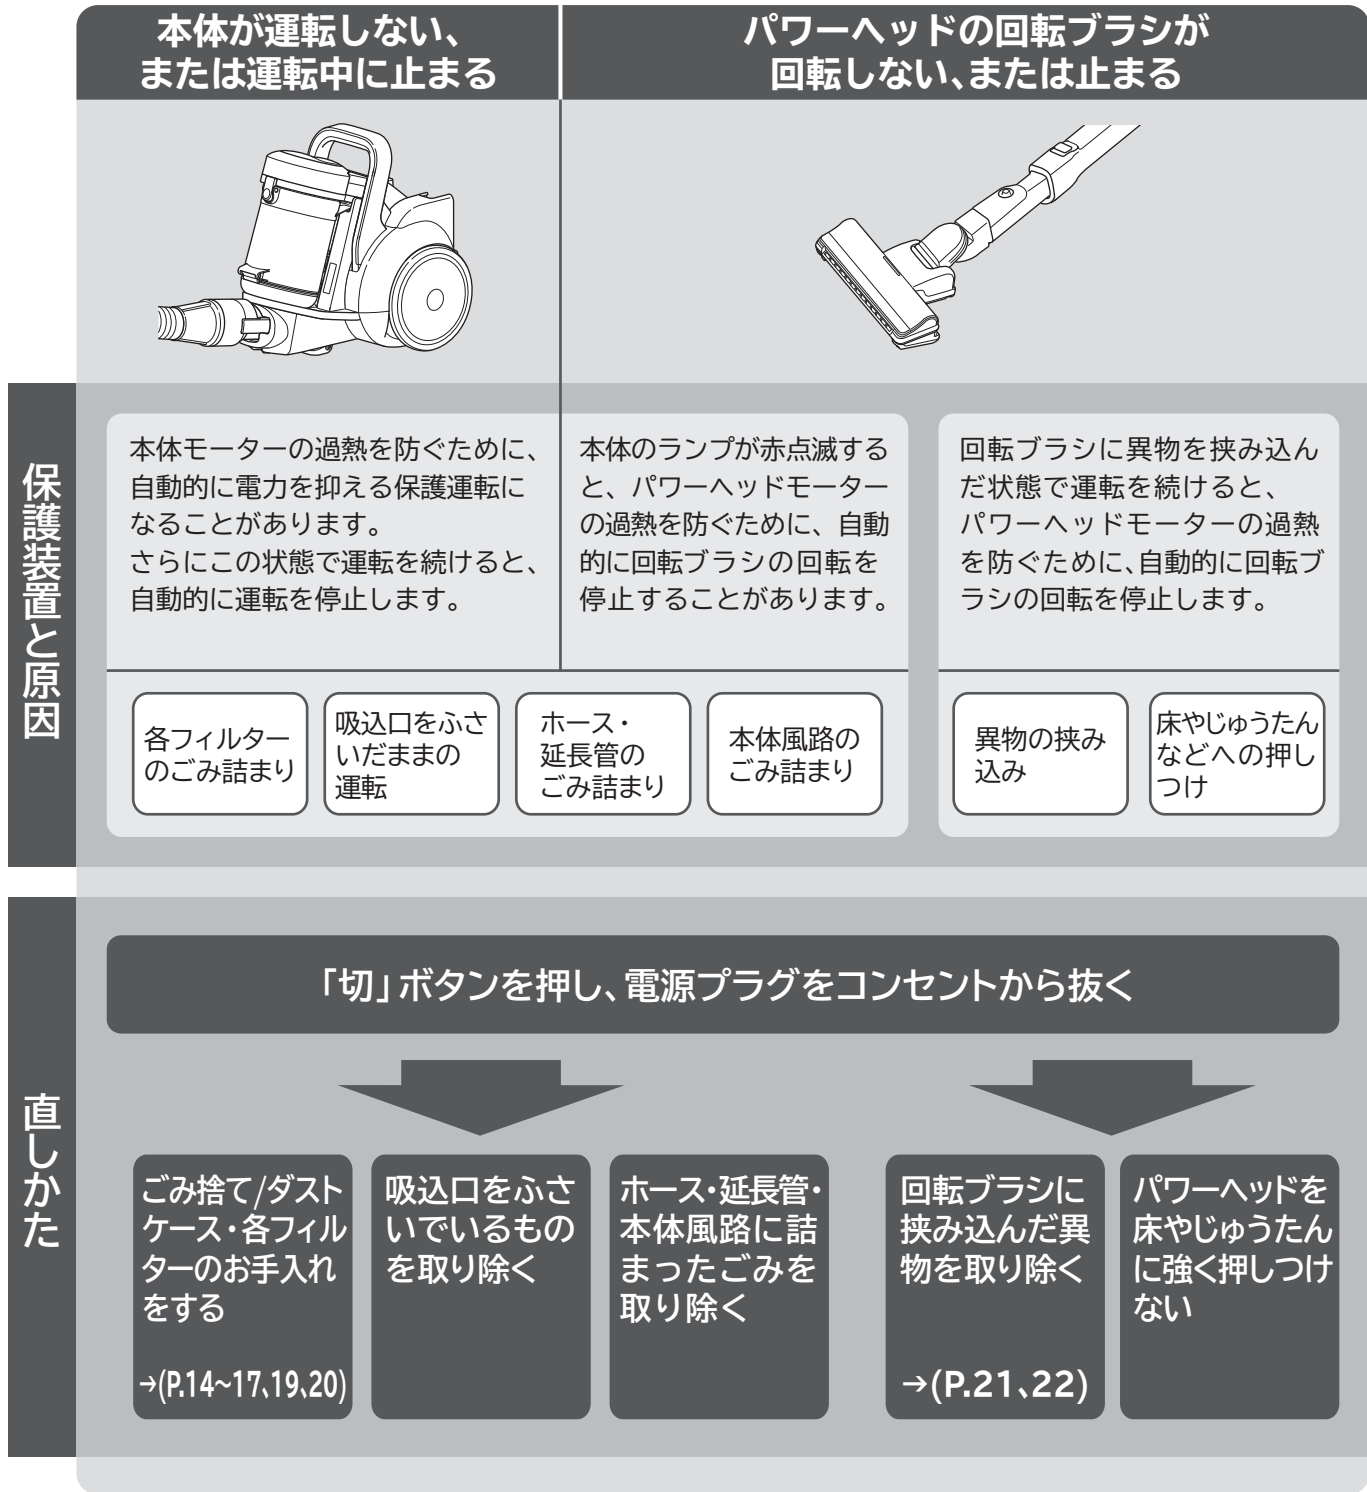 本体が運転しない、
または運転中に止まる
パワーヘッドの回転ブラシが
回転しない、または止まる
保護装置と原因
本体モーターの過熱を防ぐために、
自動的に電力を抑える保護運転に
なることがあります。
さらにこの状態で運転を続けると、
自動的に運転を停止します。
本体のランプが赤点滅する
と、パワーヘッドモーター
の過熱を防ぐために、自動
的に回転ブラシの回転を
停止することがあります。
回転ブラシに異物を挟み込ん
だ状態で運転を続けると、
パワーヘッドモーターの過熱
を防ぐために、自動的に回転ブ
ラシの回転を停止します。
各フィルター
のごみ詰まり
吸込口をふさ
いだままの
運転
ホース・
延長管の
ごみ詰まり
本体風路の
ごみ詰まり
異物の挟み
込み
床やじゅうたん
などへの押し
つけ
直しかた
「切」ボタンを押し、電源プラグをコンセントから抜く
ごみ捨て/ダスト
ケース・各フィル
ターのお手入れ
をする
→(P.14~17、19、20)
吸込口をふさ
いでいるもの
を取り除く
ホース・延長管・
本体風路に詰
まったごみを
取り除く
回転ブラシに
挟み込んだ異
物を取り除く
→(P.21、22)
パワーヘッドを
床やじゅうたん
に強く押しつけ
ない